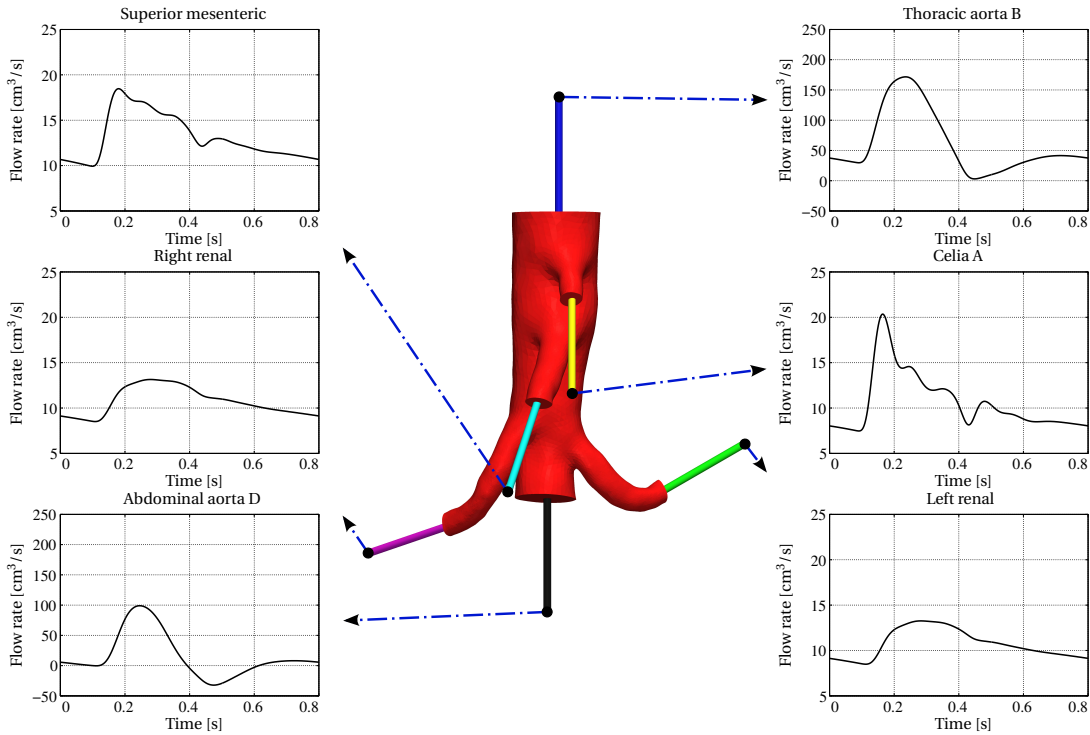 Superior mesenteric
Flow rate [cm³/s]
25
20
15
10
5
0 0.2 0.4 0.6 0.8
Time [s]
Right renal
Flow rate [cm³/s]
25
20
15
10
5
0 0.2 0.4 0.6 0.8
Time [s]
Abdominal aorta D
Flow rate [cm³/s]
250
200
150
100
50
0
−50
0 0.2 0.4 0.6 0.8
Time [s]
Thoracic aorta B
Flow rate [cm³/s]
250
200
150
100
50
0
−50
0 0.2 0.4 0.6 0.8
Time [s]
Celia A
Flow rate [cm³/s]
25
20
15
10
5
0 0.2 0.4 0.6 0.8
Time [s]
Left renal
Flow rate [cm³/s]
25
20
15
10
5
0 0.2 0.4 0.6 0.8
Time [s]